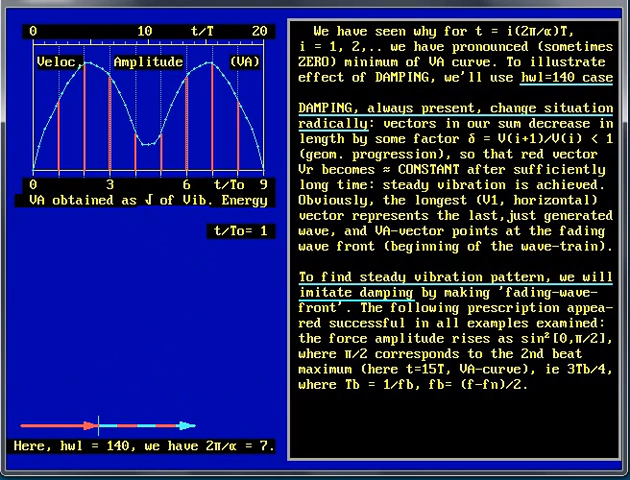 0 10 t/T 20
Veloc. Amplitude (VA)
0 3 6 t/To 9
VA obtained as √ of Vib. Energy
t/To= 1
Here, hwl = 140, we have 2π/α = 7.
We have seen why for t = i(2π/α)T,
i = 1, 2,.. we have pronounced (sometimes
ZERO) minimum of VA curve. To illustrate
effect of DAMPING, we'll use hwl=140 case
DAMPING, always present, change situation
radically: vectors in our sum decrease in
length by some factor δ = V(i+1)/V(i) < 1
(geom. progression), so that red vector
Vr becomes ≈ CONSTANT after sufficiently
long time: steady vibration is achieved.
Obviously, the longest (V1, horizontal)
vector represents the last,just generated
wave, and VA-vector points at the fading
wave front (beginning of the wave-train).
To find steady vibration pattern, we will
imitate damping by making 'fading-wave-
front'. The following prescription appea-
red successful in all examples examined:
the force amplitude rises as sin²[0,π/2],
where π/2 corresponds to the 2nd beat
maximum (here t=15T, VA-curve), ie 3Tb/4,
where Tb = 1/fb, fb= (f-fn)/2.